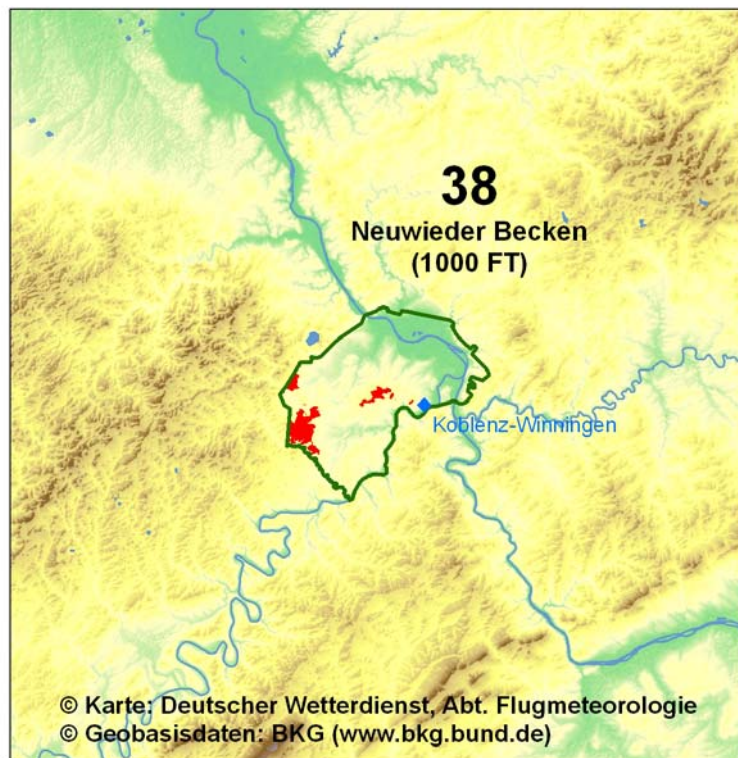 38
Neuwieder Becken
(1000 FT)
Koblenz-Winningen
© Karte: Deutscher Wetterdienst, Abt. Flugmeteorologie
© Geobasisdaten: BKG (www.bkg.bund.de)